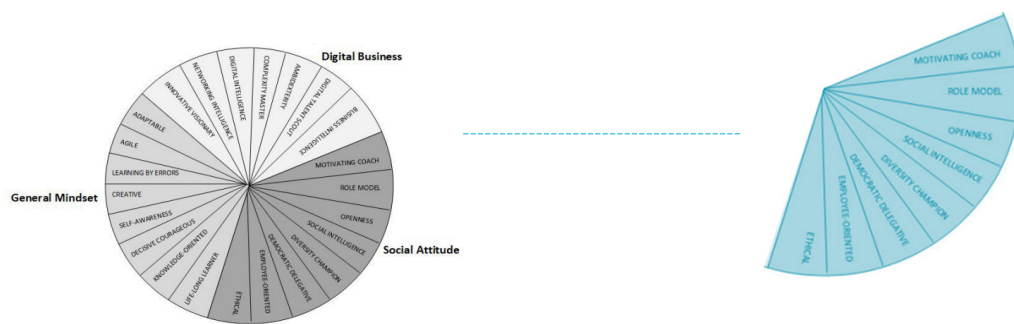 Digital Business
General Mindset
Social Attitude
INNOVATIVE VISIONARY
NETWORKING INTELLIGENCE
DIGITAL INTELLIGENCE
COMPLEXITY MASTER
AMBIDEXTERITY
DIGITAL TALENT SCOUT
BUSINESS INTELLIGENCE
MOTIVATING COACH
ROLE MODEL
OPENNESS
SOCIAL INTELLIGENCE
DIVERSITY CHAMPION
DEMOCRATIC DELEGATIVE
EMPLOYEE-ORIENTED
ETHICAL
LIFE-LONG LEARNER
KNOWLEDGE-ORIENTED
DECISIVE COURAGEOUS
SELF-AWARENESS
CREATIVE
LEARNING BY ERRORS
AGILE
ADAPTABLE
MOTIVATING COACH
ROLE MODEL
OPENNESS
SOCIAL INTELLIGENCE
DIVERSITY CHAMPION
DEMOCRATIC DELEGATIVE
EMPLOYEE-ORIENTED
ETHICAL